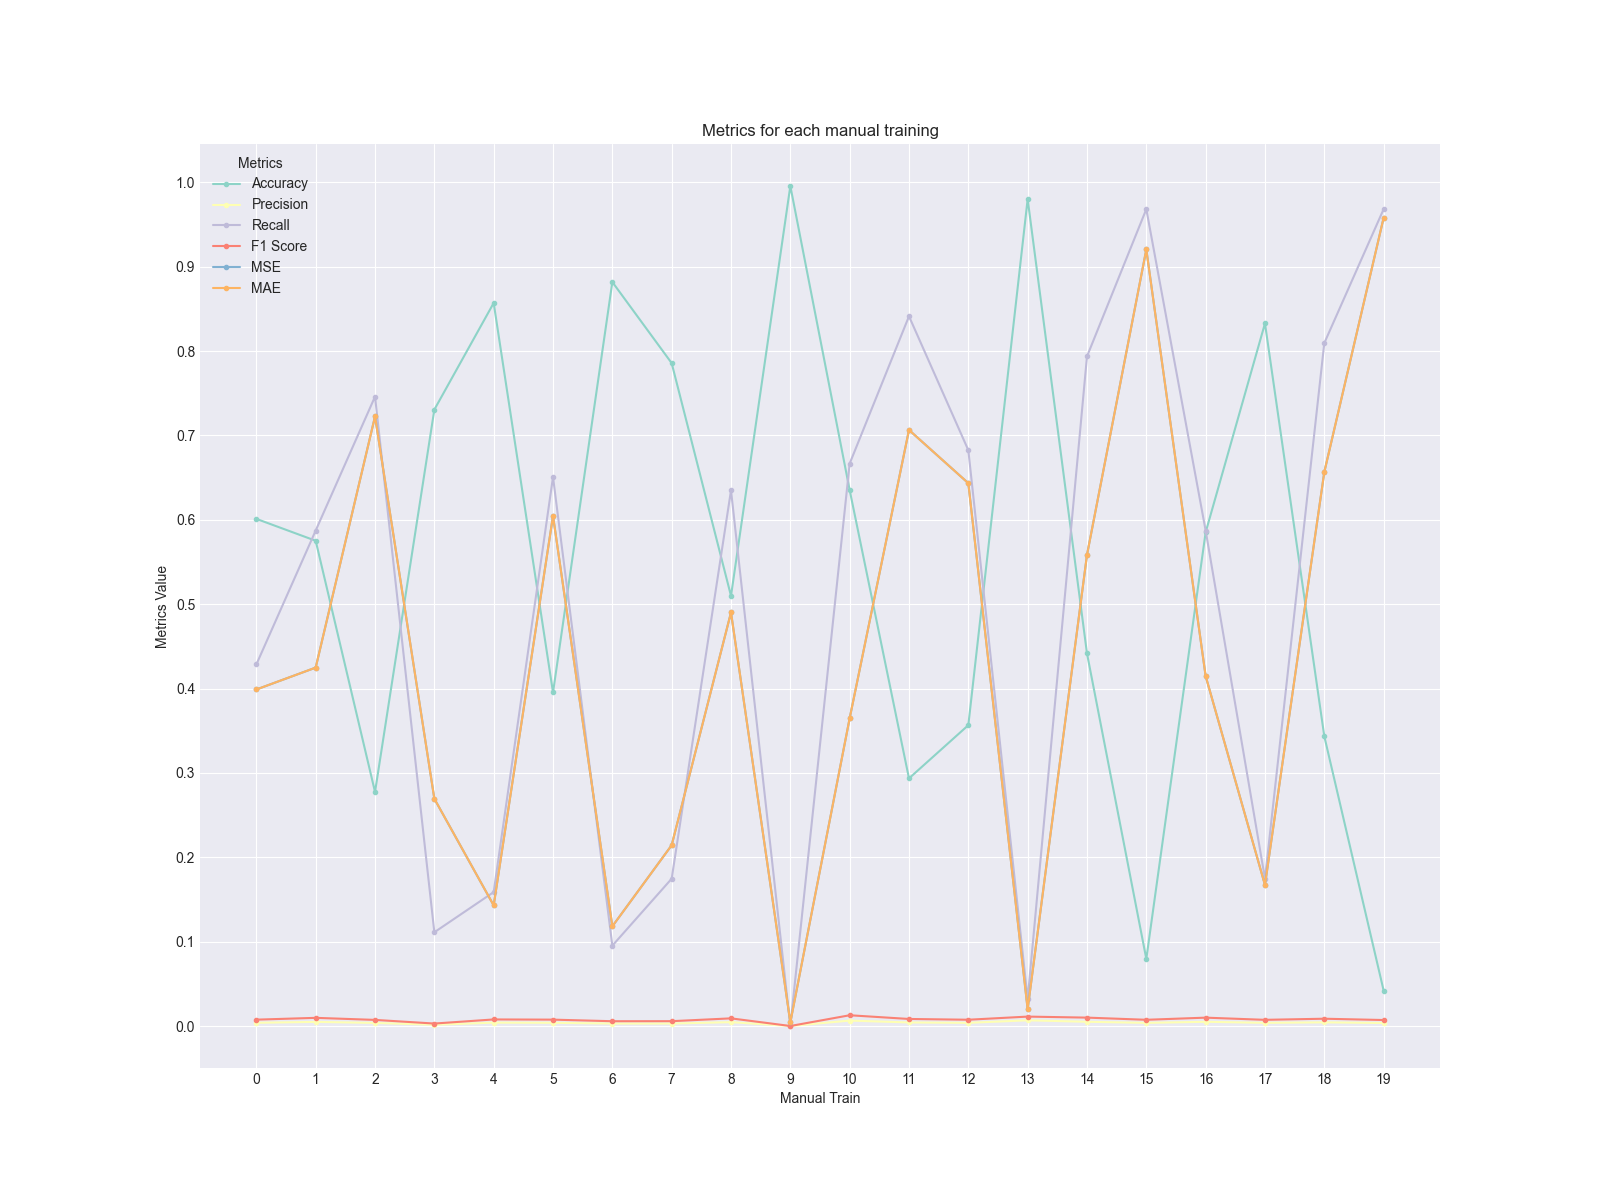 Metrics for each manual training
Metrics
Accuracy
Precision
Recall
F1 Score
MSE
MAE
1.0
0.9
0.8
0.7
0.6
0.5
0.4
0.3
0.2
0.1
0.0
Metrics Value
0 1 2 3 4 5 6 7 8 9 10 11 12 13 14 15 16 17 18 19
Manual Train